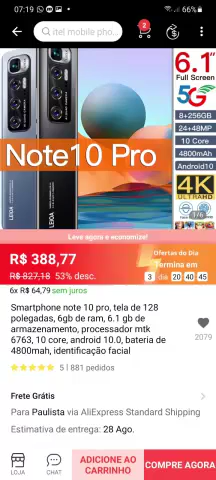 07:19 66%
itel mobile pho...
2
$
6.1"
Full Screen
5G
8+256GB
24+48MP
10 Core
4800mAh
Android10
4K
ULTRAHD
Note10 Pro
LEXIA
LEXIA
1/6
Leve agora e economize!
R$ 388,77
R$ 827,18 53% desc.
Ofertas do Dia
Termina em
3 dia 20 40 45
6x R$ 64,79 sem juros
Smartphone note 10 pro, tela de 128
polegadas, 6gb de ram, 6.1 gb de
armazenamento, processador mtk
6763, 10 core, android 10.0, bateria de
4800mah, identificação facial
2079
5 | 881 pedidos
Frete Grátis
Para Paulista via AliExpress Standard Shipping
Estimativa de entrega: 28 Ago.
LOJA
CHAT
ADICIONE AO
CARRINHO
COMPRE AGORA